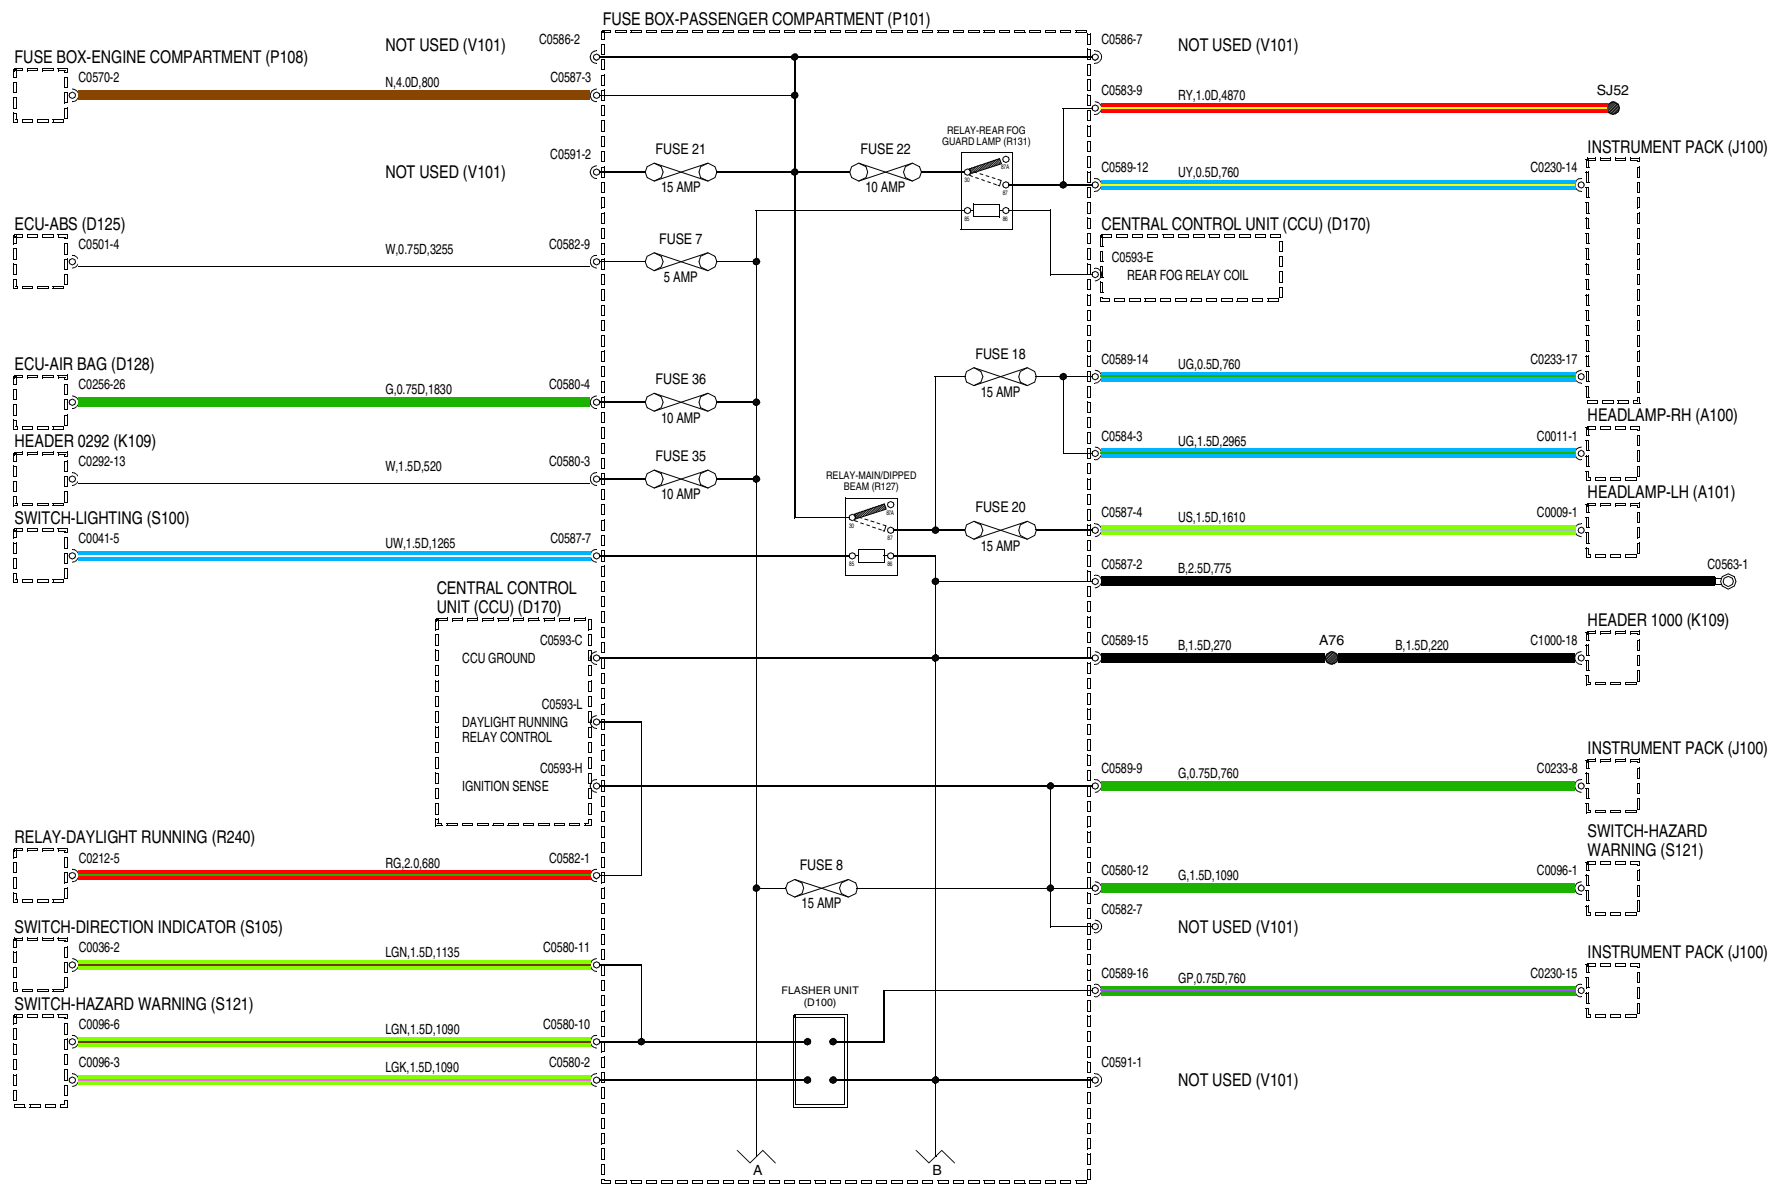 FUSE BOX-PASSENGER COMPARTMENT (P101)
FUSE BOX-ENGINE COMPARTMENT (P108)
C0570-2
N,4.0D,800
C0587-3
NOT USED (V101)
C0586-2
C0586-7
NOT USED (V101)
C0583-9
RY,1.0D,4870
SJ52
NOT USED (V101)
C0591-2
FUSE 21
15 AMP
FUSE 22
10 AMP
RELAY-REAR FOG
GUARD LAMP (R131)
87A
30
87
85
86
C0589-12
UY,0.5D,760
C0230-14
INSTRUMENT PACK (J100)
ECU-ABS (D125)
C0501-4
W,0.75D,3255
C0582-9
FUSE 7
5 AMP
CENTRAL CONTROL UNIT (CCU) (D170)
C0593-E
REAR FOG RELAY COIL
ECU-AIR BAG (D128)
C0256-26
G,0.75D,1830
C0580-4
FUSE 36
10 AMP
FUSE 18
15 AMP
C0589-14
UG,0.5D,760
C0233-17
HEADER 0292 (K109)
C0292-13
W,1.5D,520
C0580-3
FUSE 35
10 AMP
C0584-3
UG,1.5D,2965
C0011-1
HEADLAMP-RH (A100)
RELAY-MAIN/DIPPED
BEAM (R127)
87A
30
87
85
86
FUSE 20
15 AMP
C0587-4
US,1.5D,1610
C0009-1
HEADLAMP-LH (A101)
SWITCH-LIGHTING (S100)
C0041-5
UW,1.5D,1265
C0587-7
C0587-2
B,2.5D,775
C0563-1
CENTRAL CONTROL
UNIT (CCU) (D170)
C0593-C
CCU GROUND
C0593-L
DAYLIGHT RUNNING
RELAY CONTROL
C0593-H
IGNITION SENSE
C0589-15
B,1.5D,270
A76
B,1.5D,220
C1000-18
HEADER 1000 (K109)
C0589-9
G,0.75D,760
C0233-8
INSTRUMENT PACK (J100)
RELAY-DAYLIGHT RUNNING (R240)
C0212-5
RG,2.0,680
C0582-1
FUSE 8
15 AMP
C0580-12
G,1.5D,1090
C0096-1
SWITCH-HAZARD
WARNING (S121)
C0582-7
NOT USED (V101)
SWITCH-DIRECTION INDICATOR (S105)
C0036-2
LGN,1.5D,1135
C0580-11
C0589-16
GP,0.75D,760
C0230-15
INSTRUMENT PACK (J100)
SWITCH-HAZARD WARNING (S121)
C0096-6
LGN,1.5D,1090
C0580-10
C0096-3
LGK,1.5D,1090
C0580-2
FLASHER UNIT
(D100)
C0591-1
NOT USED (V101)
A
B